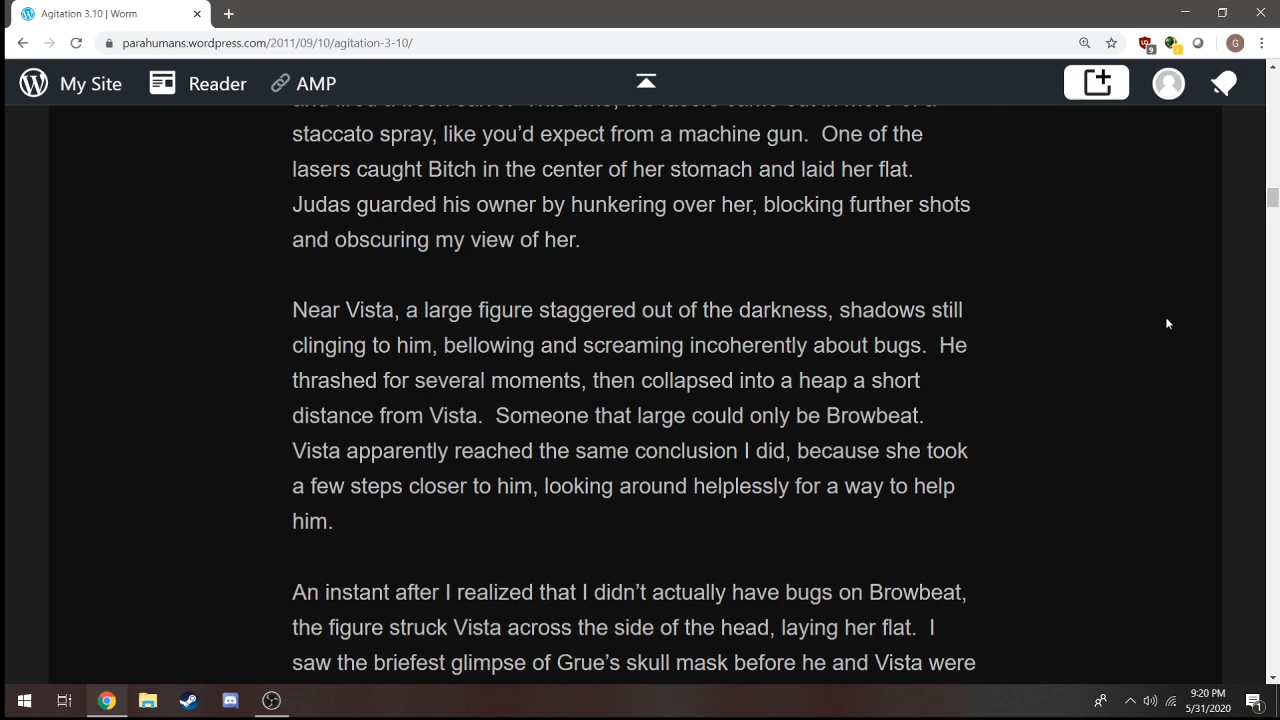 Agitation 3.10 | Worm
parahumans.wordpress.com/2011/09/10/agitation-3-10/
9
1
G
My Site
Reader
AMP
staccato spray, like you’d expect from a machine gun.  One of the
lasers caught Bitch in the center of her stomach and laid her flat.
Judas guarded his owner by hunkering over her, blocking further shots
and obscuring my view of her.
Near Vista, a large figure staggered out of the darkness, shadows still
clinging to him, bellowing and screaming incoherently about bugs.  He
thrashed for several moments, then collapsed into a heap a short
distance from Vista.  Someone that large could only be Browbeat.
Vista apparently reached the same conclusion I did, because she took
a few steps closer to him, looking around helplessly for a way to help
him.
An instant after I realized that I didn’t actually have bugs on Browbeat,
the figure struck Vista across the side of the head, laying her flat.  I
saw the briefest glimpse of Grue’s skull mask before he and Vista were
9:20 PM
5/31/2020
1